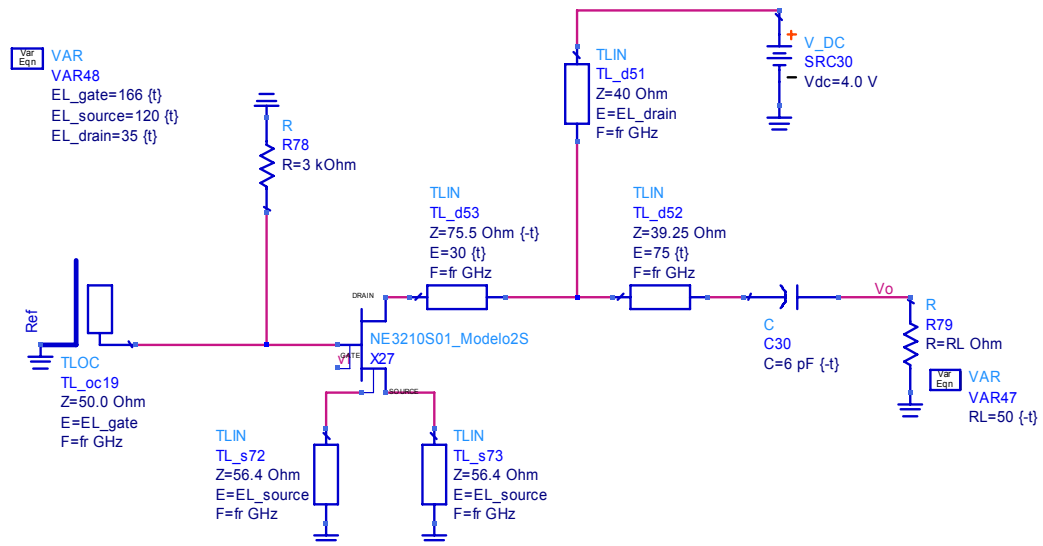 Var
Eqn
VAR
VAR48
EL_gate=166 {t}
EL_source=120 {t}
EL_drain=35 {t}
R
R78
R=3 kOhm
TLIN
TL_d51
Z=40 Ohm
E=EL_drain
F=fr GHz
+
V_DC
SRC30
Vdc=4.0 V
-
TLIN
TL_d53
Z=75.5 Ohm {-t}
E=30 {t}
F=fr GHz
TLIN
TL_d52
Z=39.25 Ohm
E=75 {t}
F=fr GHz
C
C30
C=6 pF {-t}
Vo
R
R79
R=RL Ohm
Var
Eqn
VAR
VAR47
RL=50 {-t}
Ref
TLOC
TL_oc19
Z=50.0 Ohm
E=EL_gate
F=fr GHz
DRAIN
NE3210S01_Modelo2S
X27
GATE
SOURCE
TLIN
TL_s72
Z=56.4 Ohm
E=EL_source
F=fr GHz
TLIN
TL_s73
Z=56.4 Ohm
E=EL_source
F=fr GHz